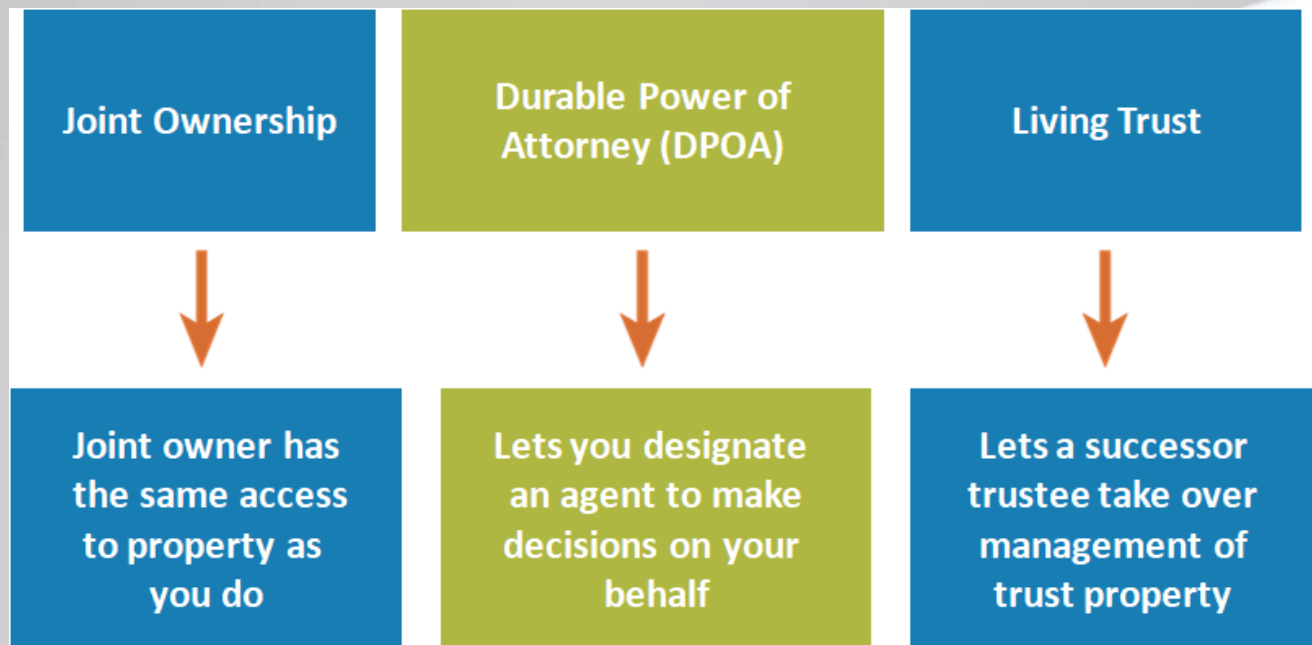 Joint Ownership
Durable Power of
Attorney (DPOA)
Living Trust
Joint owner has
the same access
to property as
you do
Lets you designate
an agent to make
decisions on your
behalf
Lets a successor
trustee take over
management of
trust property